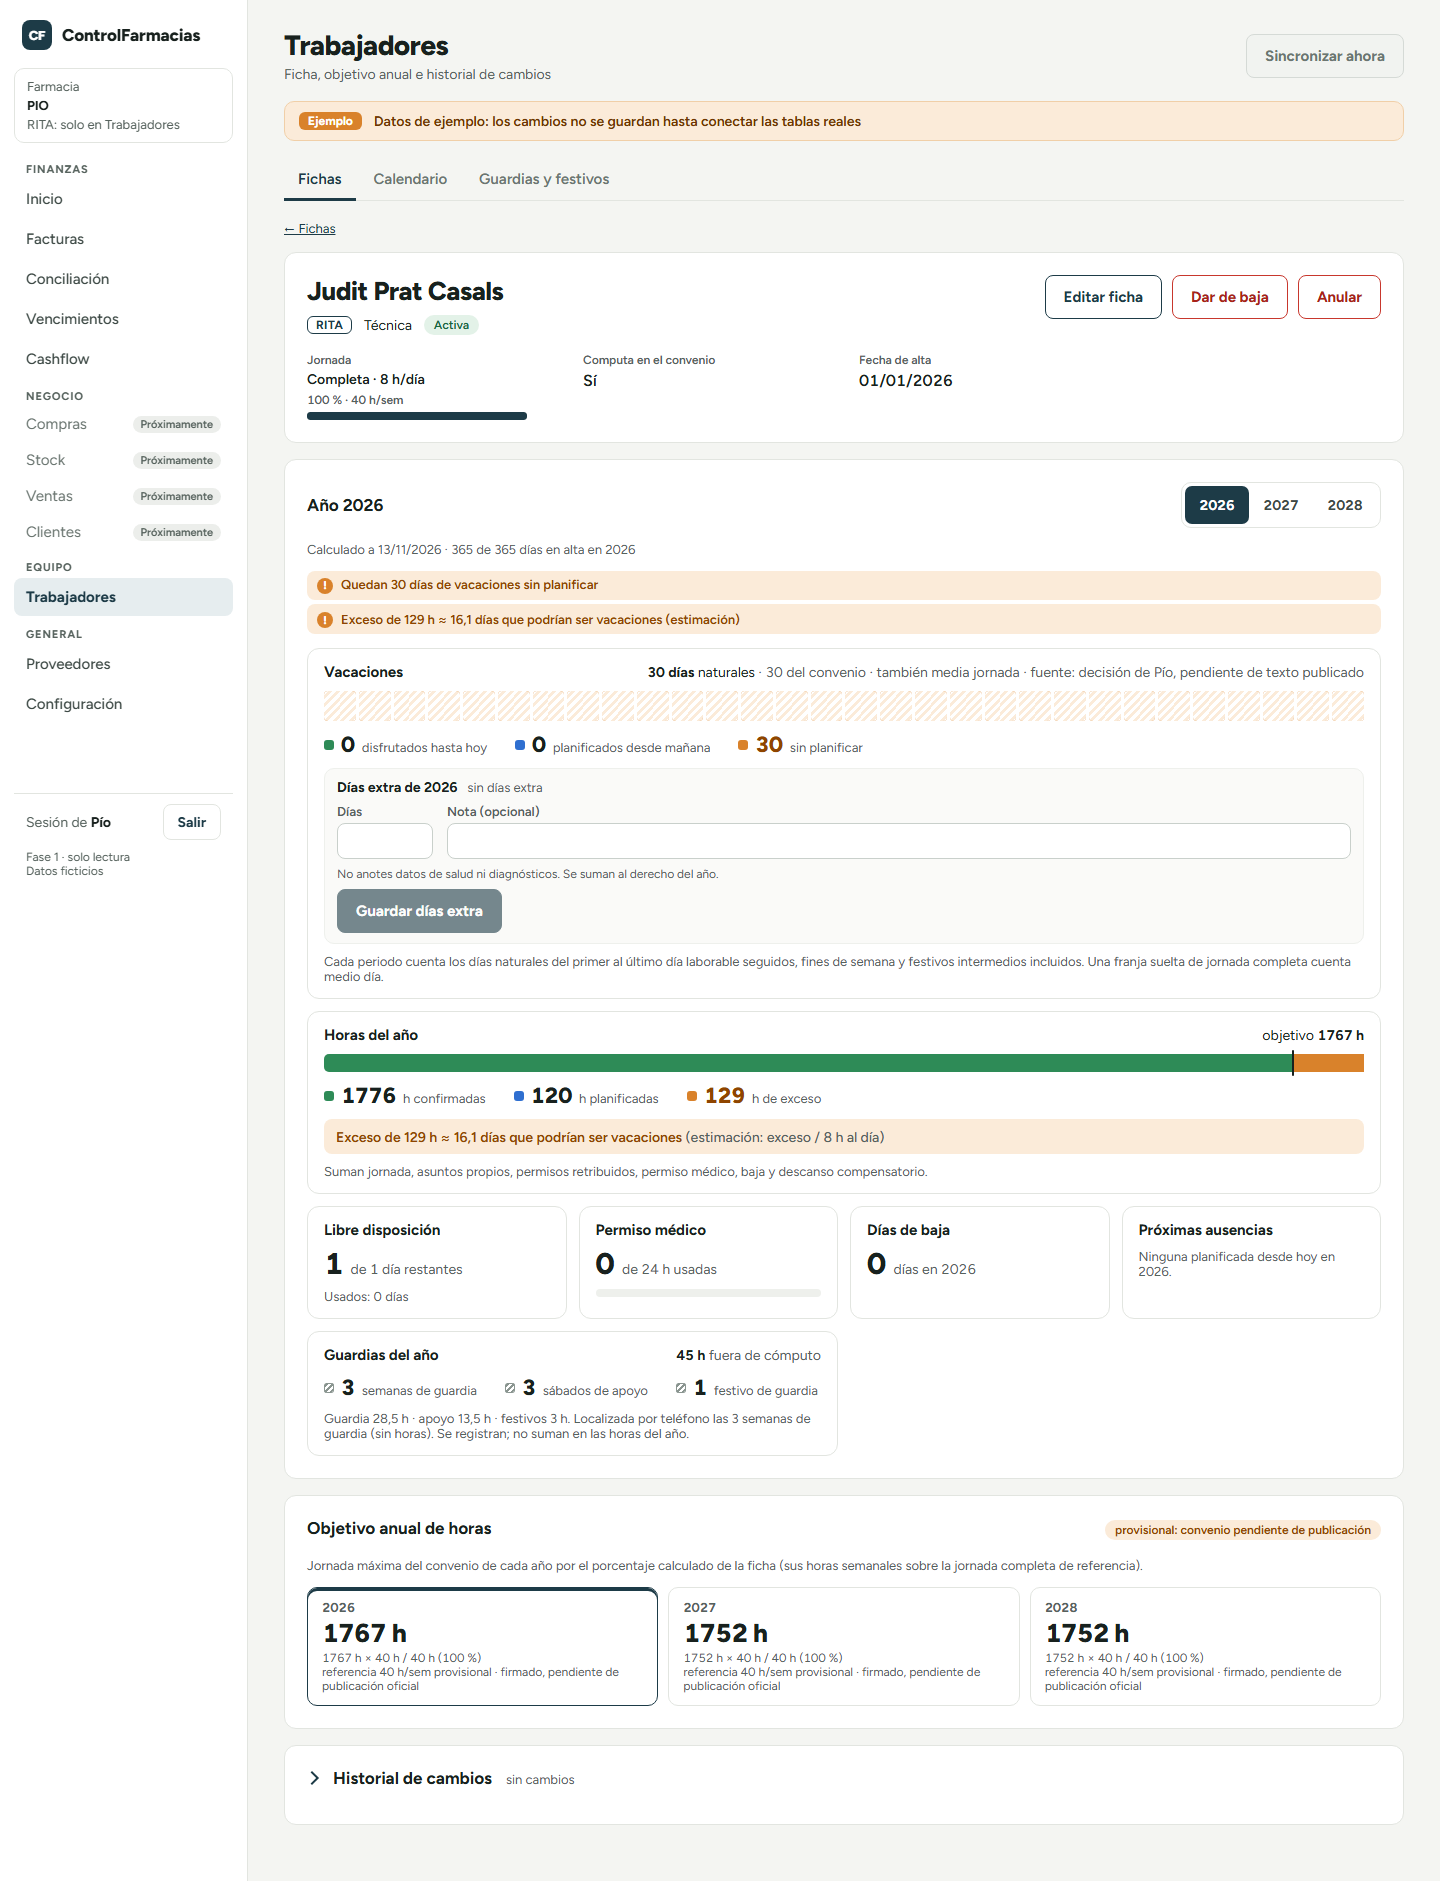 CF ControlFarmacias
Farmacia
PIO
RITA: solo en Trabajadores
FINANZAS
Inicio
Facturas
Conciliación
Vencimientos
Cashflow
NEGOCIO
Compras Próximamente
Stock Próximamente
Ventas Próximamente
Clientes Próximamente
EQUIPO
Trabajadores
GENERAL
Proveedores
Configuración
Sesión de Pío Salir
Fase 1 · solo lectura
Datos ficticios
Trabajadores
Ficha, objetivo anual e historial de cambios
Sincronizar ahora
Ejemplo Datos de ejemplo: los cambios no se guardan hasta conectar las tablas reales
Fichas Calendario Guardias y festivos
← Fichas
Judit Prat Casals
RITA Técnica Activa
Editar ficha Dar de baja Anular
Jornada
Completa · 8 h/día
100 % · 40 h/sem
Computa en el convenio
Sí
Fecha de alta
01/01/2026
Año 2026
2026 2027 2028
Calculado a 13/11/2026 · 365 de 365 días en alta en 2026
! Quedan 30 días de vacaciones sin planificar
! Exceso de 129 h ≈ 16,1 días que podrían ser vacaciones (estimación)
Vacaciones 30 días naturales · 30 del convenio · también media jornada · fuente: decisión de Pío, pendiente de texto publicado
0 disfrutados hasta hoy 0 planificados desde mañana 30 sin planificar
Días extra de 2026 sin días extra
Días Nota (opcional)
No anotes datos de salud ni diagnósticos. Se suman al derecho del año.
Guardar días extra
Cada periodo cuenta los días naturales del primer al último día laborable seguidos, fines de semana y festivos intermedios incluidos. Una franja suelta de jornada completa cuenta
medio día.
Horas del año objetivo 1767 h
1776 h confirmadas 120 h planificadas 129 h de exceso
Exceso de 129 h ≈ 16,1 días que podrían ser vacaciones (estimación: exceso / 8 h al día)
Suman jornada, asuntos propios, permisos retribuidos, permiso médico, baja y descanso compensatorio.
Libre disposición
1 de 1 día restantes
Usados: 0 días
Permiso médico
0 de 24 h usadas
Días de baja
0 días en 2026
Próximas ausencias
Ninguna planificada desde hoy en
2026.
Guardias del año 45 h fuera de cómputo
3 semanas de guardia 3 sábados de apoyo 1 festivo de guardia
Guardia 28,5 h · apoyo 13,5 h · festivos 3 h. Localizada por teléfono las 3 semanas de
guardia (sin horas). Se registran; no suman en las horas del año.
Objetivo anual de horas provisional: convenio pendiente de publicación
Jornada máxima del convenio de cada año por el porcentaje calculado de la ficha (sus horas semanales sobre la jornada completa de referencia).
2026
1767 h
1767 h × 40 h / 40 h (100 %)
referencia 40 h/sem provisional · firmado, pendiente de
publicación oficial
2027
1752 h
1752 h × 40 h / 40 h (100 %)
referencia 40 h/sem provisional · firmado, pendiente de
publicación oficial
2028
1752 h
1752 h × 40 h / 40 h (100 %)
referencia 40 h/sem provisional · firmado, pendiente de
publicación oficial
Historial de cambios sin cambios